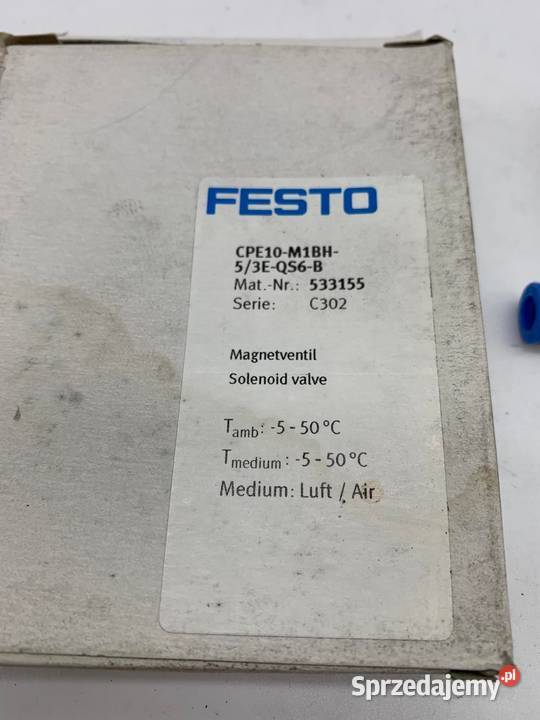 FESTO
CPE10-M1BH-
5/3E-QS6-B
Mat.-Nr.: 533155
Serie: C302
Magnetventil
Solenoid valve
Tamb: -5 - 50 °C
Tmedium : -5 - 50 °C
Medium: Luft / Air
Sprzedajemy.pl